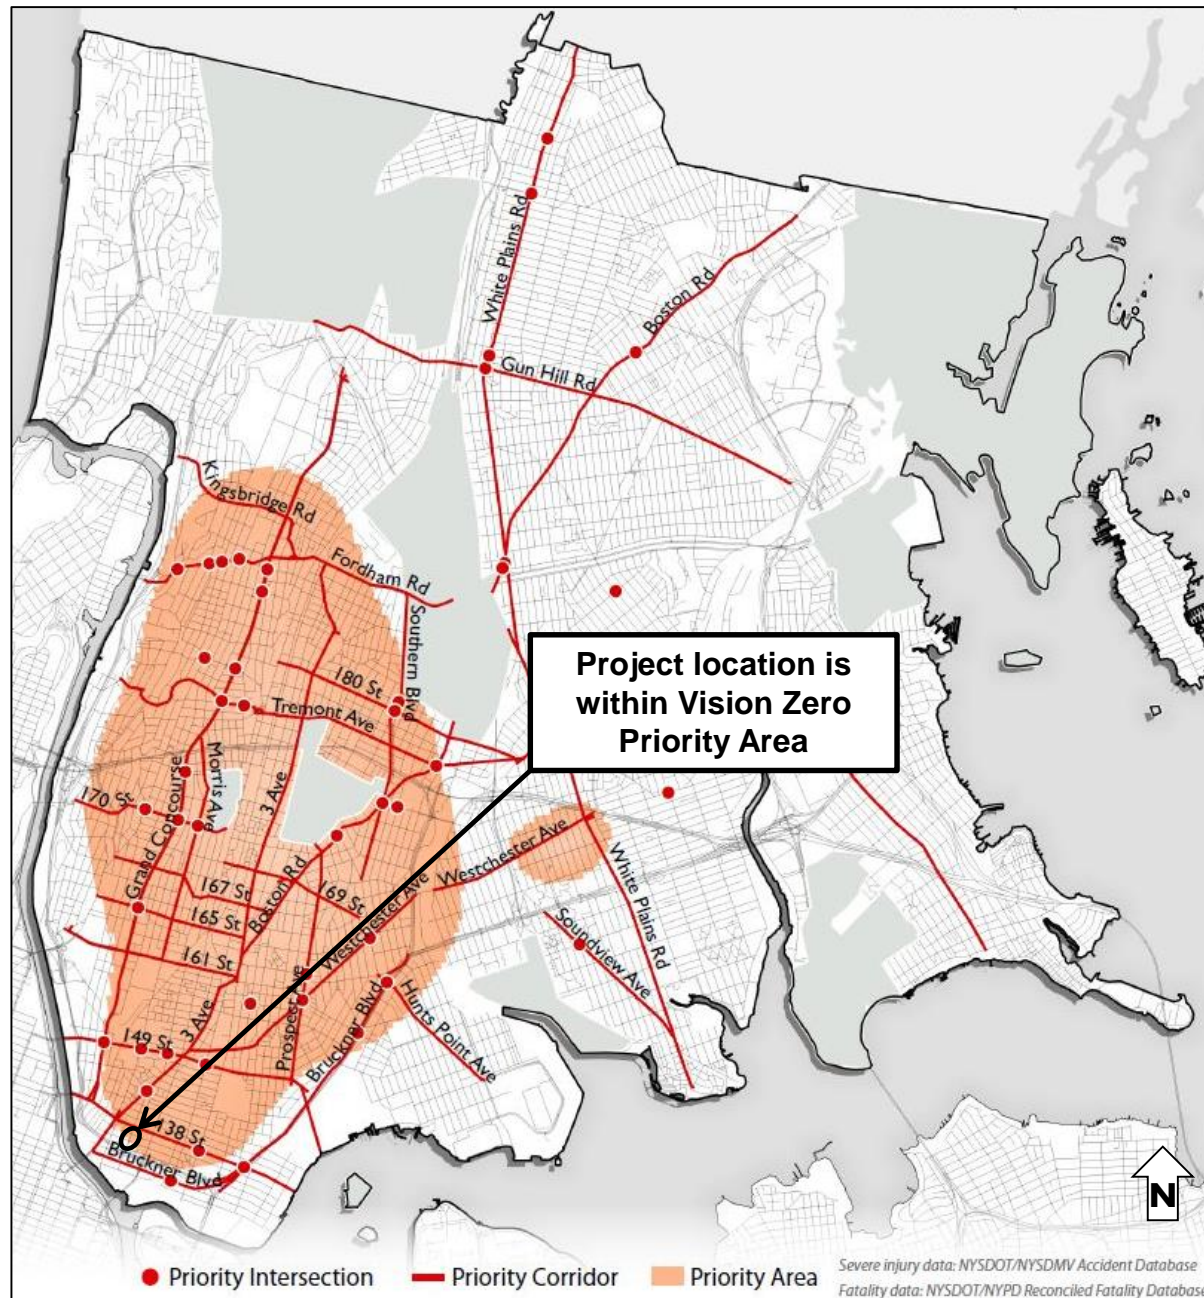 White Plains Rd
Boston Rd
Gun Hill Rd
Kingsbridge Rd
Fordham Rd
Southern Blvd
180 St
Tremont Ave
Project location is
within Vision Zero
Priority Area
Morris Ave
Grand Concourse
3 Ave
170 St
Westchester Ave
White Plains Rd
167 St
Boston Rd
169 St
165 St
Westchester Ave
161 St
Soundview Ave
3 Ave
Prospect Ave
Bruckner Blvd
Hunts Point Ave
149 St
138 St
Bruckner Blvd
N
Priority Intersection
Priority Corridor
Priority Area
Severe injury data: NYSDOT/NYSDMV Accident Database
Fatality data: NYSDOT/NYPD Reconciled Fatality Databas